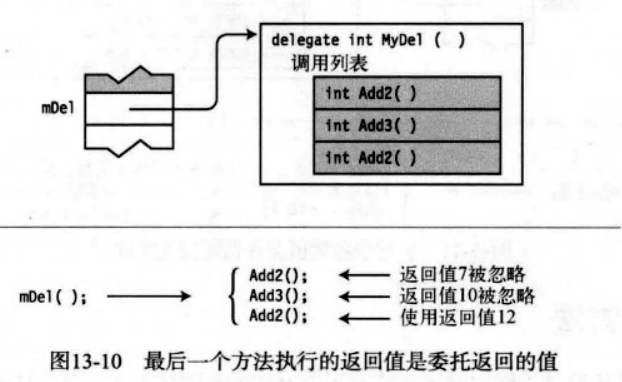 delegate int MyDel ( )
调用列表
int Add2( )
mDel
int Add3( )
int Add2( )
Add2(); 返回值7被忽略
mDel( ); Add3(); 返回值10被忽略
Add2(); 使用返回值12
图13-10 最后一个方法执行的返回值是委托返回的值